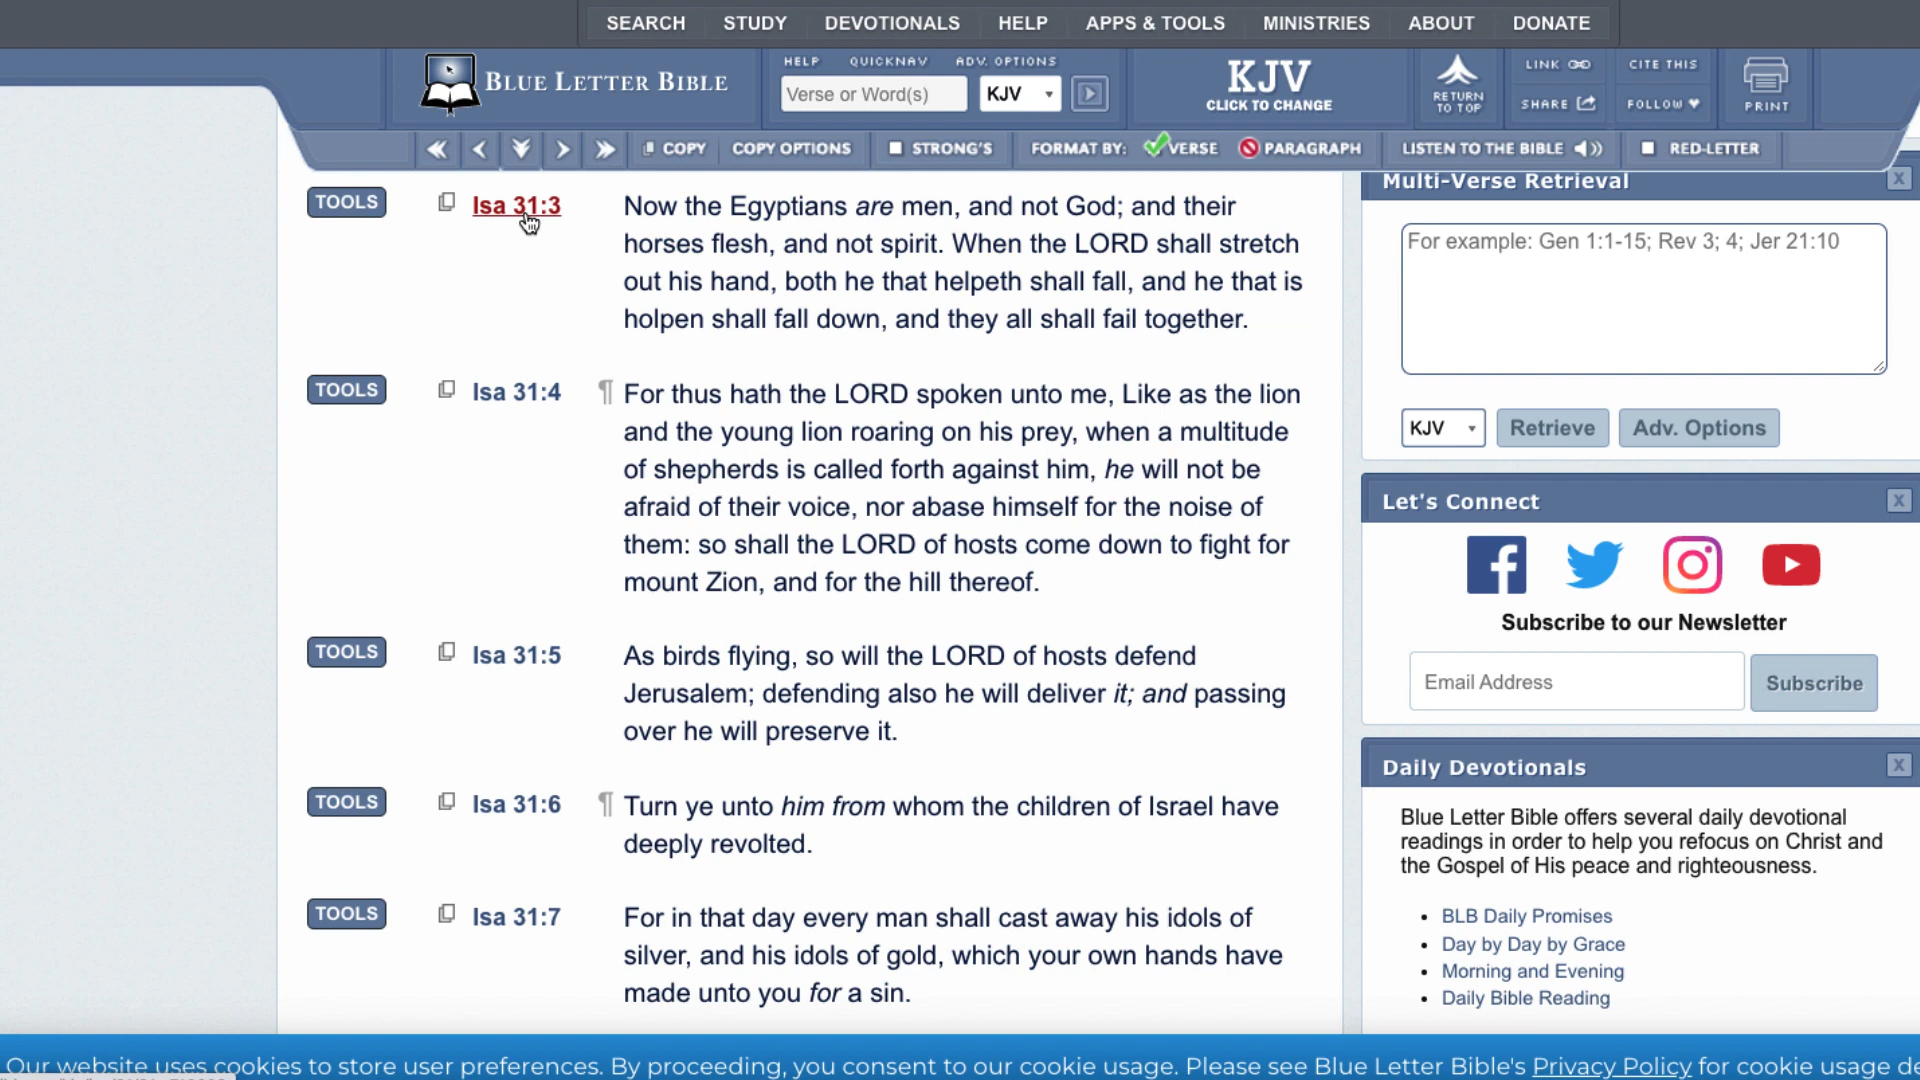 SEARCH STUDY DEVOTIONALS HELP APPS & TOOLS MINISTRIES ABOUT DONATE
BLUE LETTER BIBLE
HELP QUICKNAV ADV. OPTIONS
Verse or Word(s) KJV
KJV
CLICK TO CHANGE
RETURN
TO TOP
LINK
SHARE
CITE THIS
FOLLOW
PRINT
COPY COPY OPTIONS STRONG'S FORMAT BY: VERSE PARAGRAPH LISTEN TO THE BIBLE RED-LETTER
TOOLS Isa 31:3 Now the Egyptians are men, and not God; and their
horses flesh, and not spirit. When the LORD shall stretch
out his hand, both he that helpeth shall fall, and he that is
holpen shall fall down, and they all shall fail together.
TOOLS Isa 31:4 ¶ For thus hath the LORD spoken unto me, Like as the lion
and the young lion roaring on his prey, when a multitude
of shepherds is called forth against him, he will not be
afraid of their voice, nor abase himself for the noise of
them: so shall the LORD of hosts come down to fight for
mount Zion, and for the hill thereof.
TOOLS Isa 31:5 As birds flying, so will the LORD of hosts defend
Jerusalem; defending also he will deliver it; and passing
over he will preserve it.
TOOLS Isa 31:6 ¶ Turn ye unto him from whom the children of Israel have
deeply revolted.
TOOLS Isa 31:7 For in that day every man shall cast away his idols of
silver, and his idols of gold, which your own hands have
made unto you for a sin.
Multi-Verse Retrieval X
For example: Gen 1:1-15; Rev 3; 4; Jer 21:10
KJV Retrieve Adv. Options
Let's Connect X
Subscribe to our Newsletter
Email Address Subscribe
Daily Devotionals X
Blue Letter Bible offers several daily devotional
readings in order to help you refocus on Christ and
the Gospel of His peace and righteousness.
• BLB Daily Promises
• Day by Day by Grace
• Morning and Evening
• Daily Bible Reading
Our website uses cookies to store user preferences. By proceeding, you consent to our cookie usage. Please see Blue Letter Bible's Privacy Policy for cookie usage de